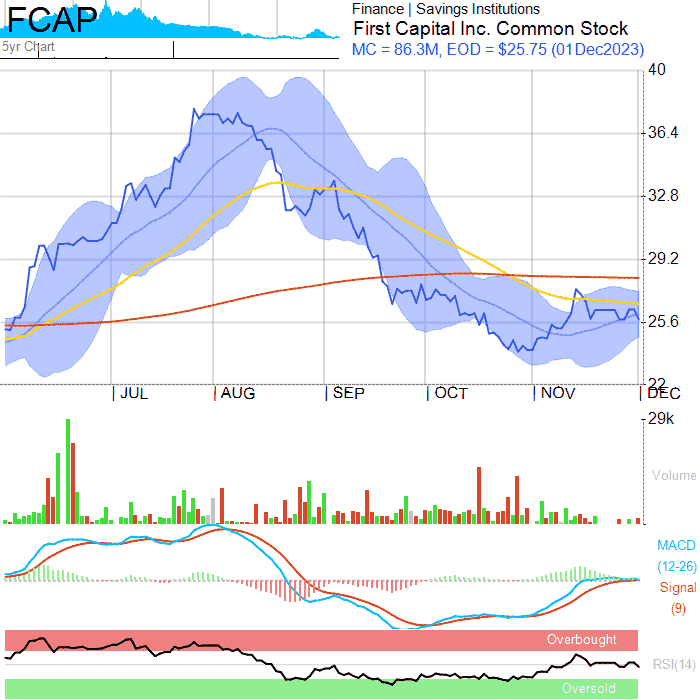 FCAP
5yr Chart
Finance | Savings Institutions
First Capital Inc. Common Stock
MC = 86.3M, EOD = $25.75 (01Dec2023)
40
36.4
32.8
29.2
25.6
22
JUL
AUG
SEP
OCT
NOV
DEC
29k
Volume
MACD
(12-26)
Signal
(9)
Overbought
RSI(14)
Oversold